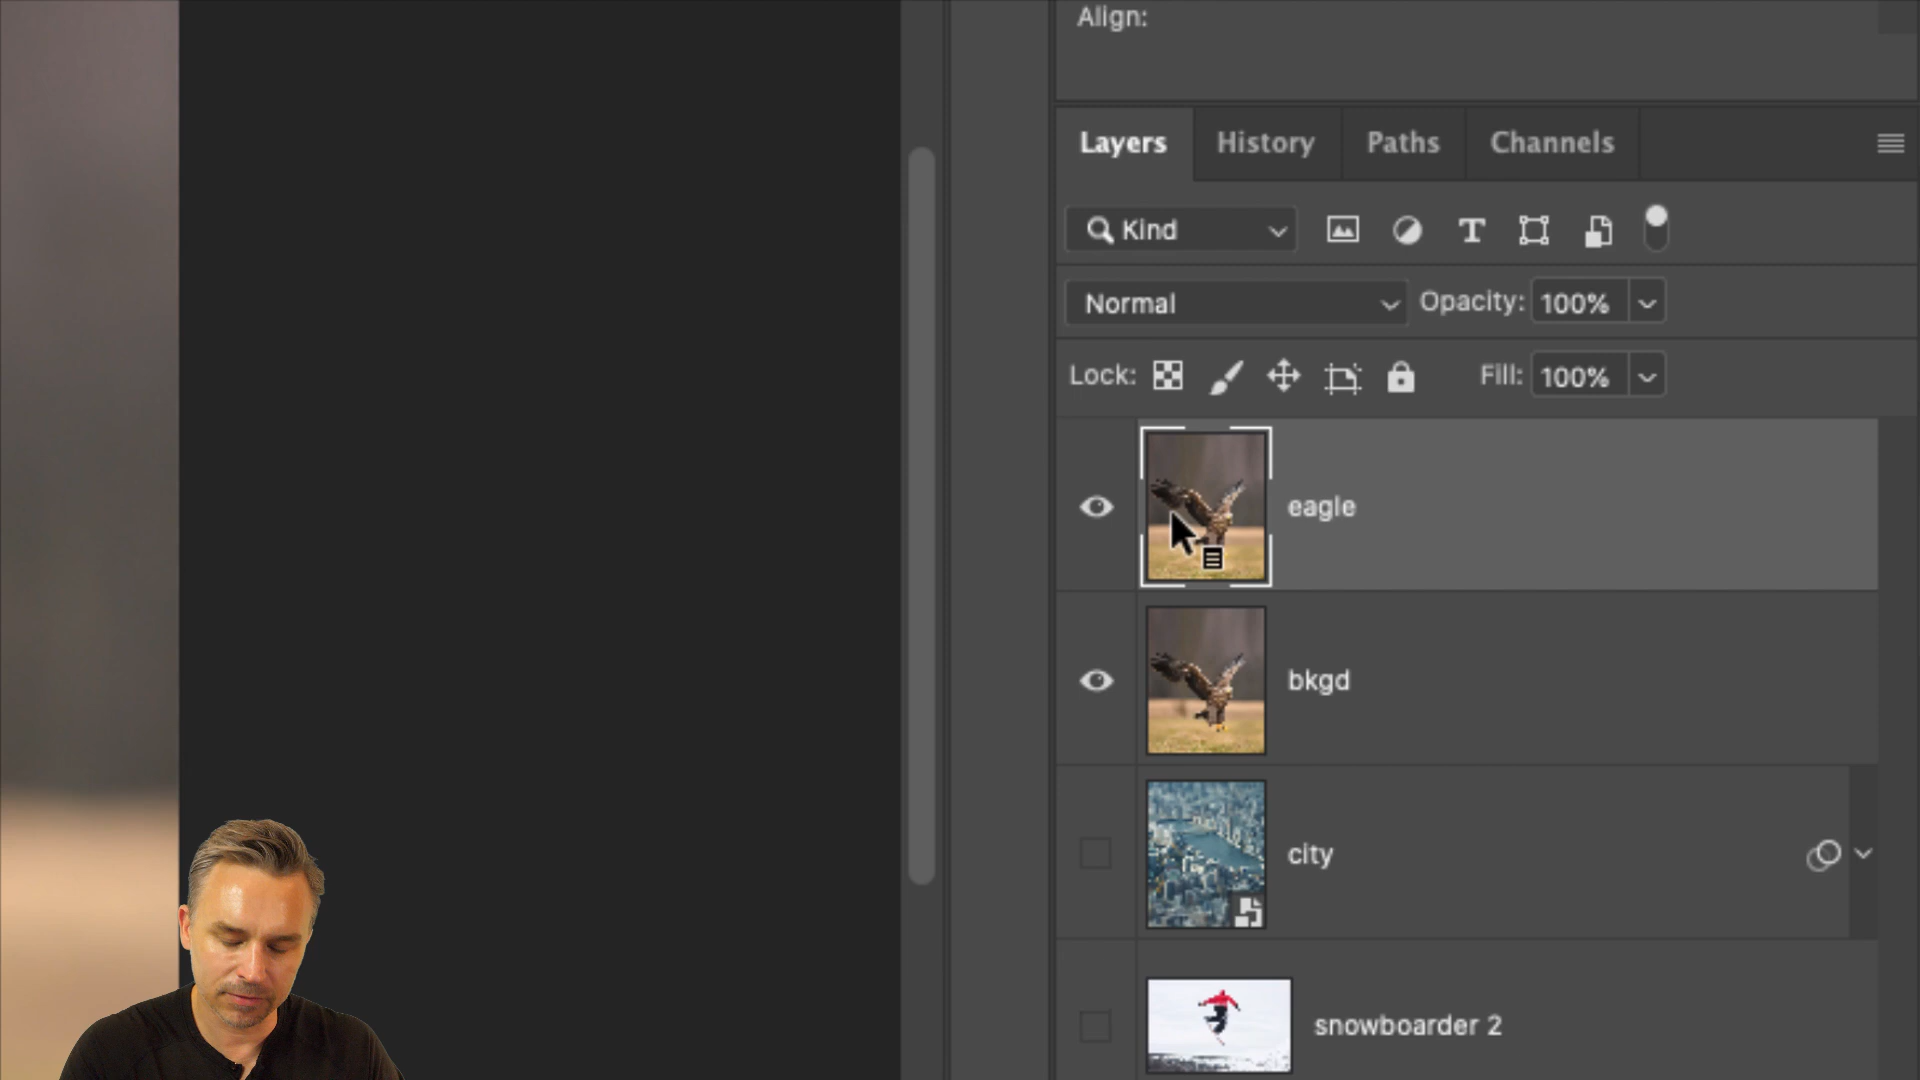 Align:
Layers History Paths Channels
Kind
Normal Opacity: 100%
Lock: Fill: 100%
eagle
bkgd
city
snowboarder 2